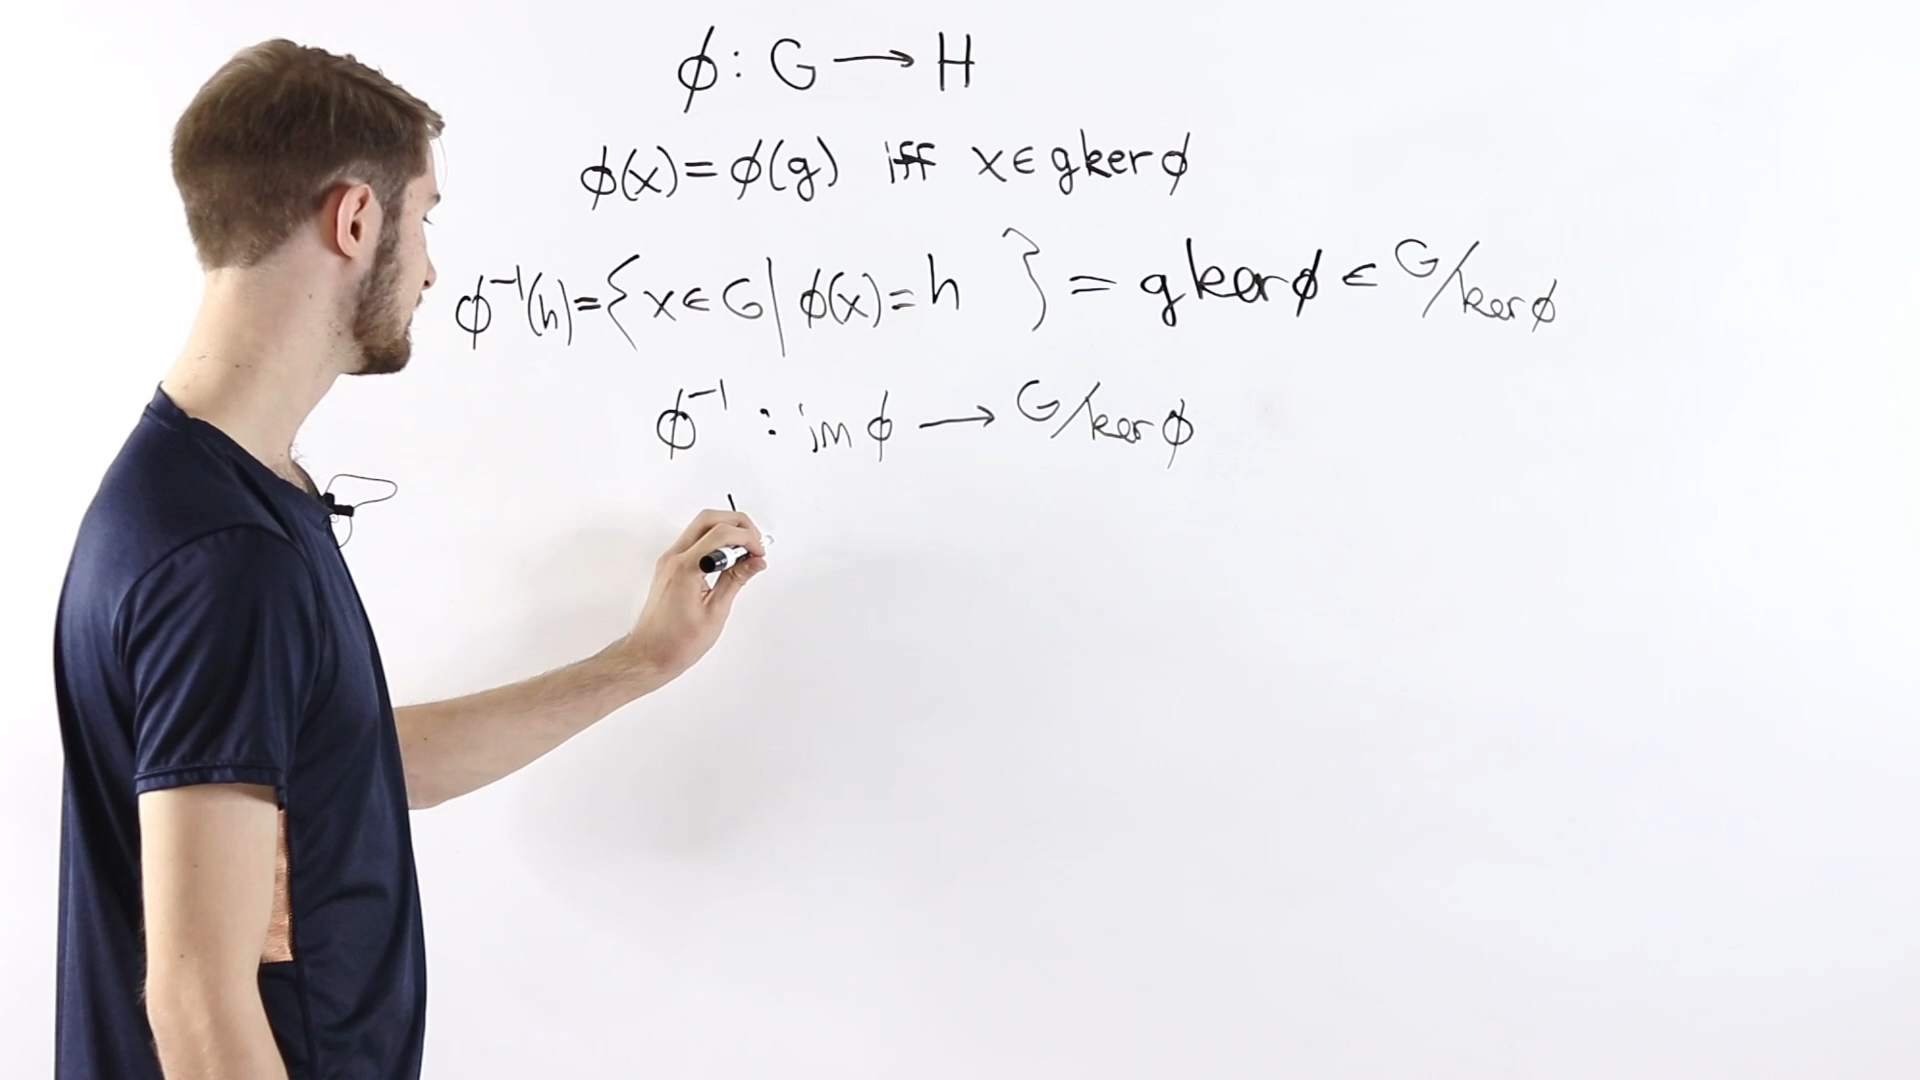 ϕ: G → H
ϕ(x) = ϕ(g) iff x ∈ g ker ϕ
ϕ⁻¹(h) = { x ∈ G | ϕ(x) = h } = g ker ϕ ∈ G/ker ϕ
ϕ⁻¹ : im ϕ → G/ker ϕ